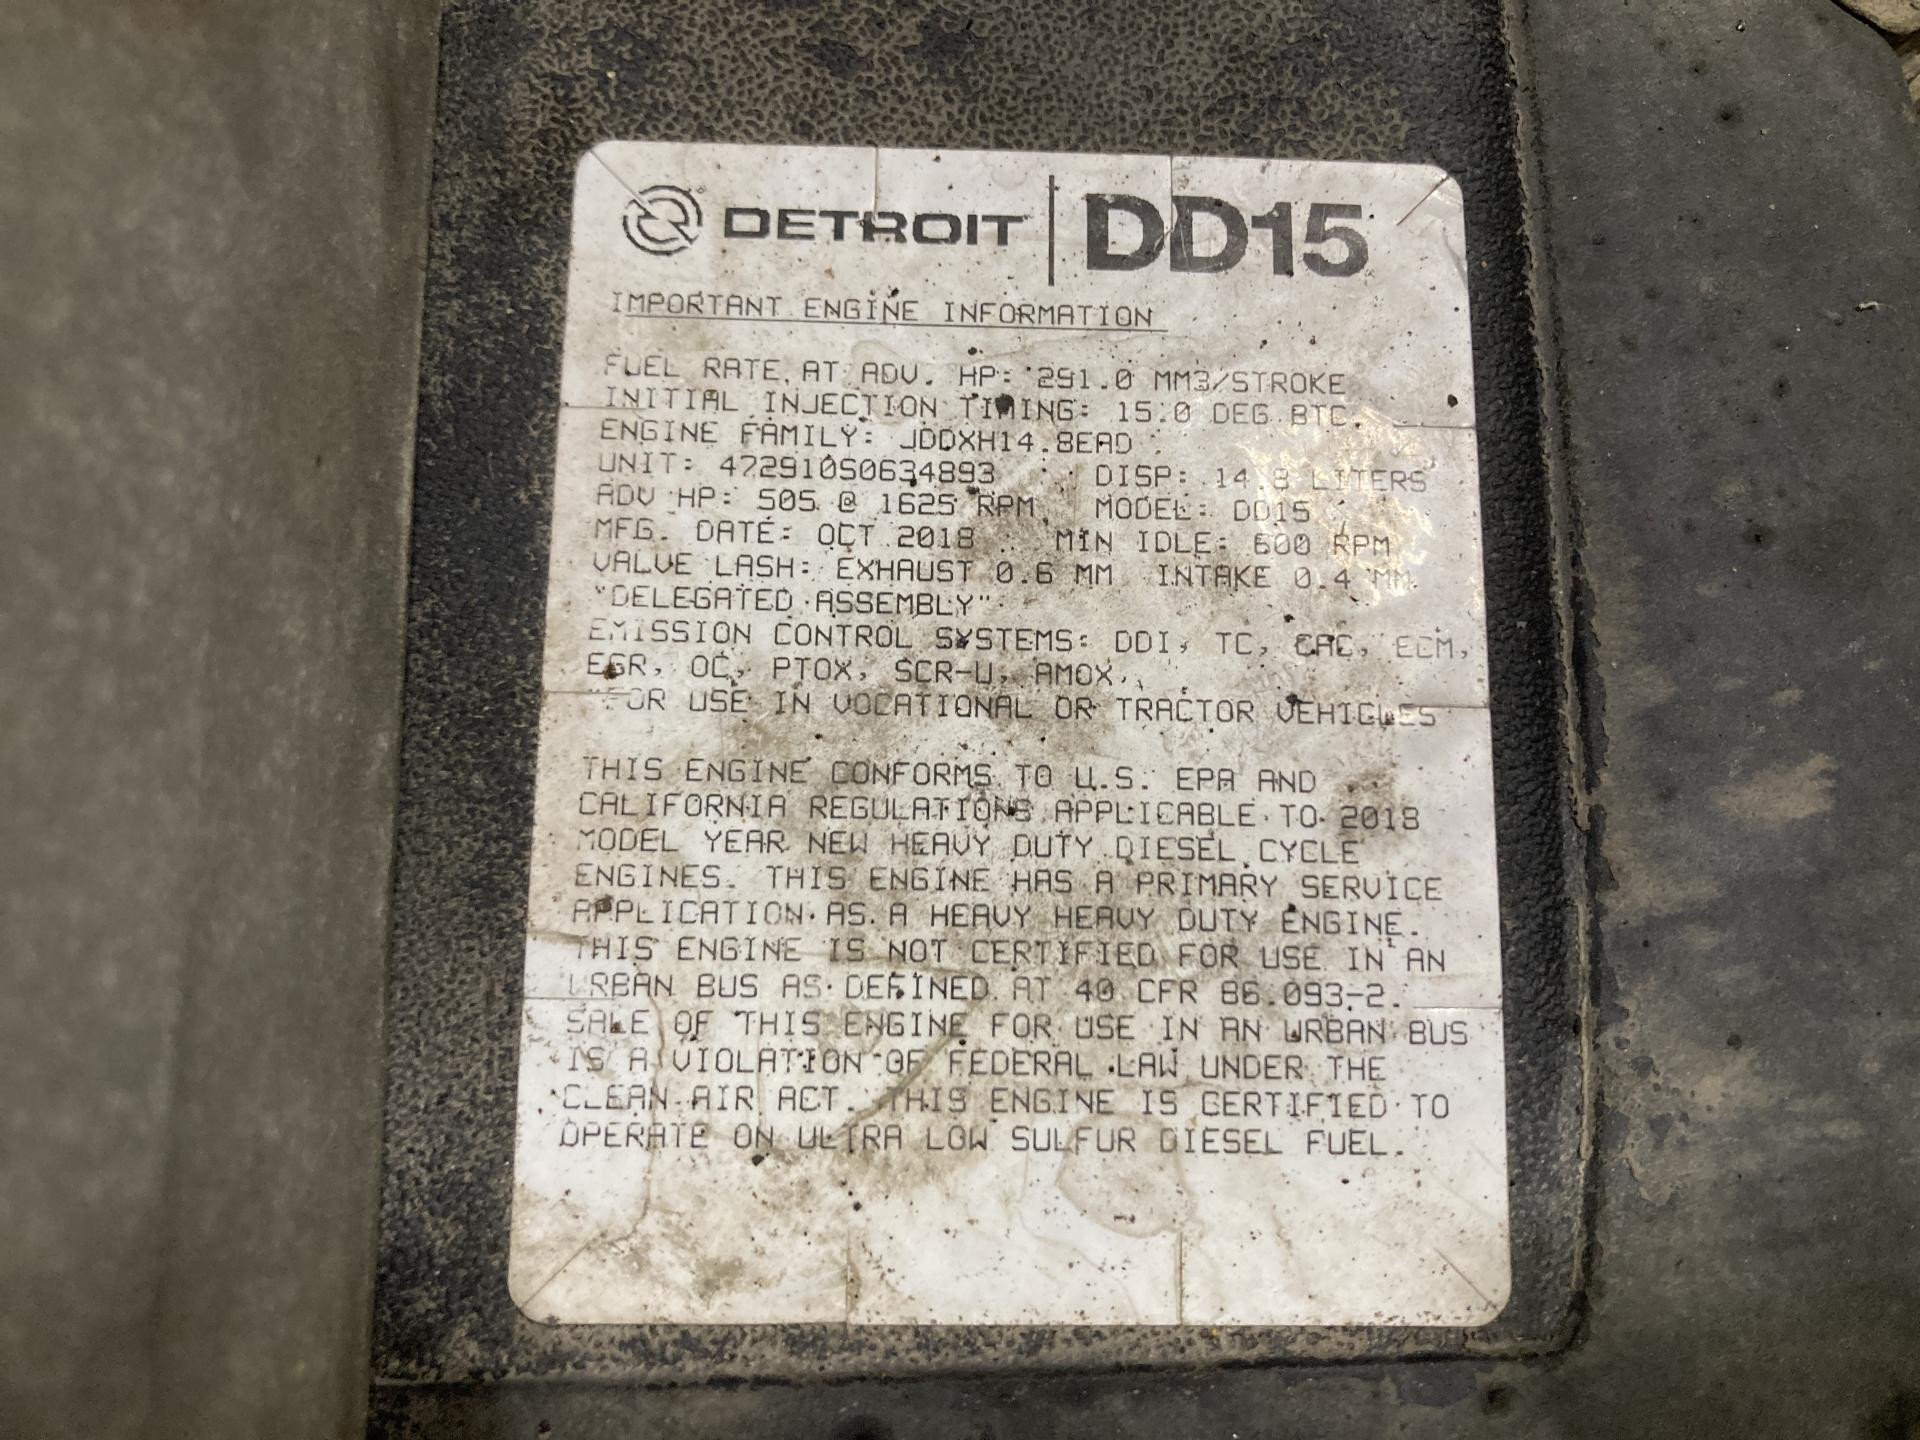 DETROIT | DD15
IMPORTANT ENGINE INFORMATION
FUEL RATE AT ADV. HP: 291.0 MM3/STROKE
INITIAL INJECTION TIMING: 15.0 DEG BTC.
ENGINE FAMILY: JDDXH14.8EAD
UNIT: 472910S0634893 DISP: 14.8 LITERS
ADV HP: 505 @ 1625 RPM MODEL: DD15
MFG. DATE: OCT 2018 MIN IDLE: 600 RPM
VALVE LASH: EXHAUST 0.6 MM INTAKE 0.4 MM
"DELEGATED ASSEMBLY"
EMISSION CONTROL SYSTEMS: DDI, TC, CAC, ECM,
EGR, OC, PTOX, SCR-U, AMOX,
"FOR USE IN VOCATIONAL OR TRACTOR VEHICLES"
THIS ENGINE CONFORMS TO U.S. EPA AND
CALIFORNIA REGULATIONS APPLICABLE TO 2018
MODEL YEAR NEW HEAVY DUTY DIESEL CYCLE
ENGINES. THIS ENGINE HAS A PRIMARY SERVICE
APPLICATION AS A HEAVY HEAVY DUTY ENGINE.
THIS ENGINE IS NOT CERTIFIED FOR USE IN AN
URBAN BUS AS DEFINED AT 40 CFR 86.093-2.
SALE OF THIS ENGINE FOR USE IN AN URBAN BUS
IS A VIOLATION OF FEDERAL LAW UNDER THE
CLEAN AIR ACT. THIS ENGINE IS CERTIFIED TO
OPERATE ON ULTRA LOW SULFUR DIESEL FUEL.